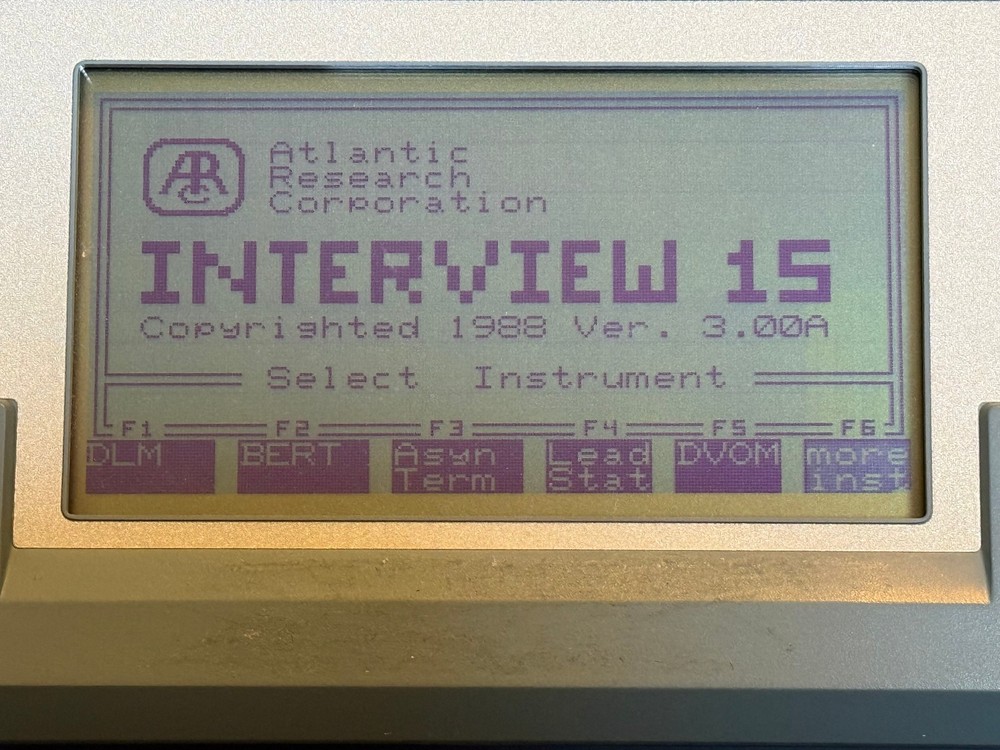 ARC
Atlantic
Research
Corporation
INTERVIEW 15
Copyrighted 1988 Ver. 3.00A
Select Instrument
F1 F2 F3 F4 F5 F6
DLM BERT Asyn Lead DVOM more
Term Stat inst